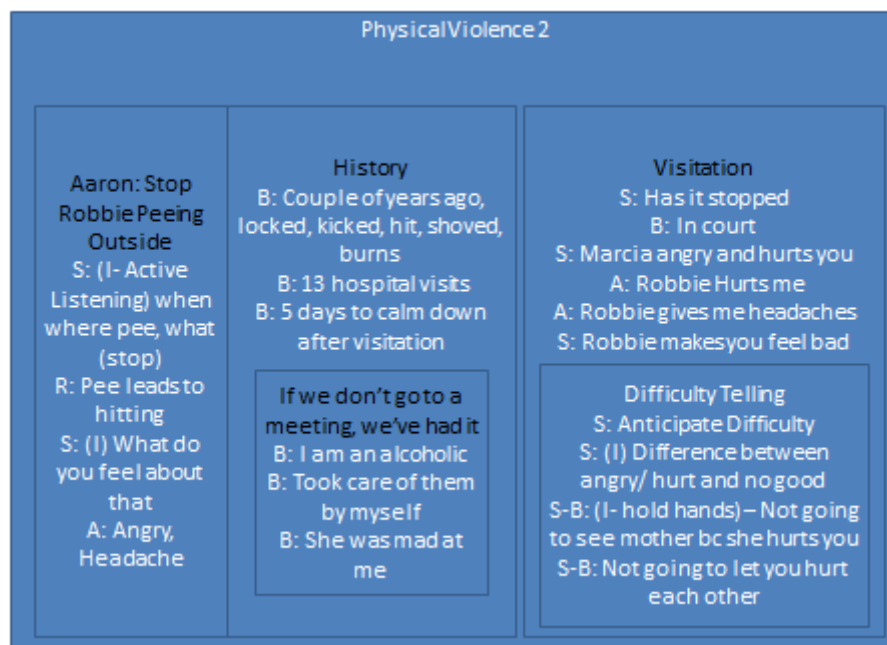 Physical Violence 2
Aaron: Stop
Robbie Peeing
Outside
S: (I- Active
Listening) when
where pee, what
(stop)
R: Pee leads to
hitting
S: (I) What do
you feel about
that
A: Angry,
Headache
History
B: Couple of years ago,
locked, kicked, hit, shoved,
burns
B: 13 hospital visits
B: 5 days to calm down
after visitation
If we don't go to a
meeting, we've had it
B: I am an alcoholic
B: Took care of them
by myself
B: She was mad at
me
Visitation
S: Has it stopped
B: In court
S: Marcia angry and hurts you
A: Robbie Hurts me
A: Robbie gives me headaches
S: Robbie makes you feel bad
Difficulty Telling
S: Anticipate Difficulty
S: (I) Difference between
angry/ hurt and no good
S-B: (I- hold hands) – Not going
to see mother bc she hurts you
S-B: Not going to let you hurt
each other